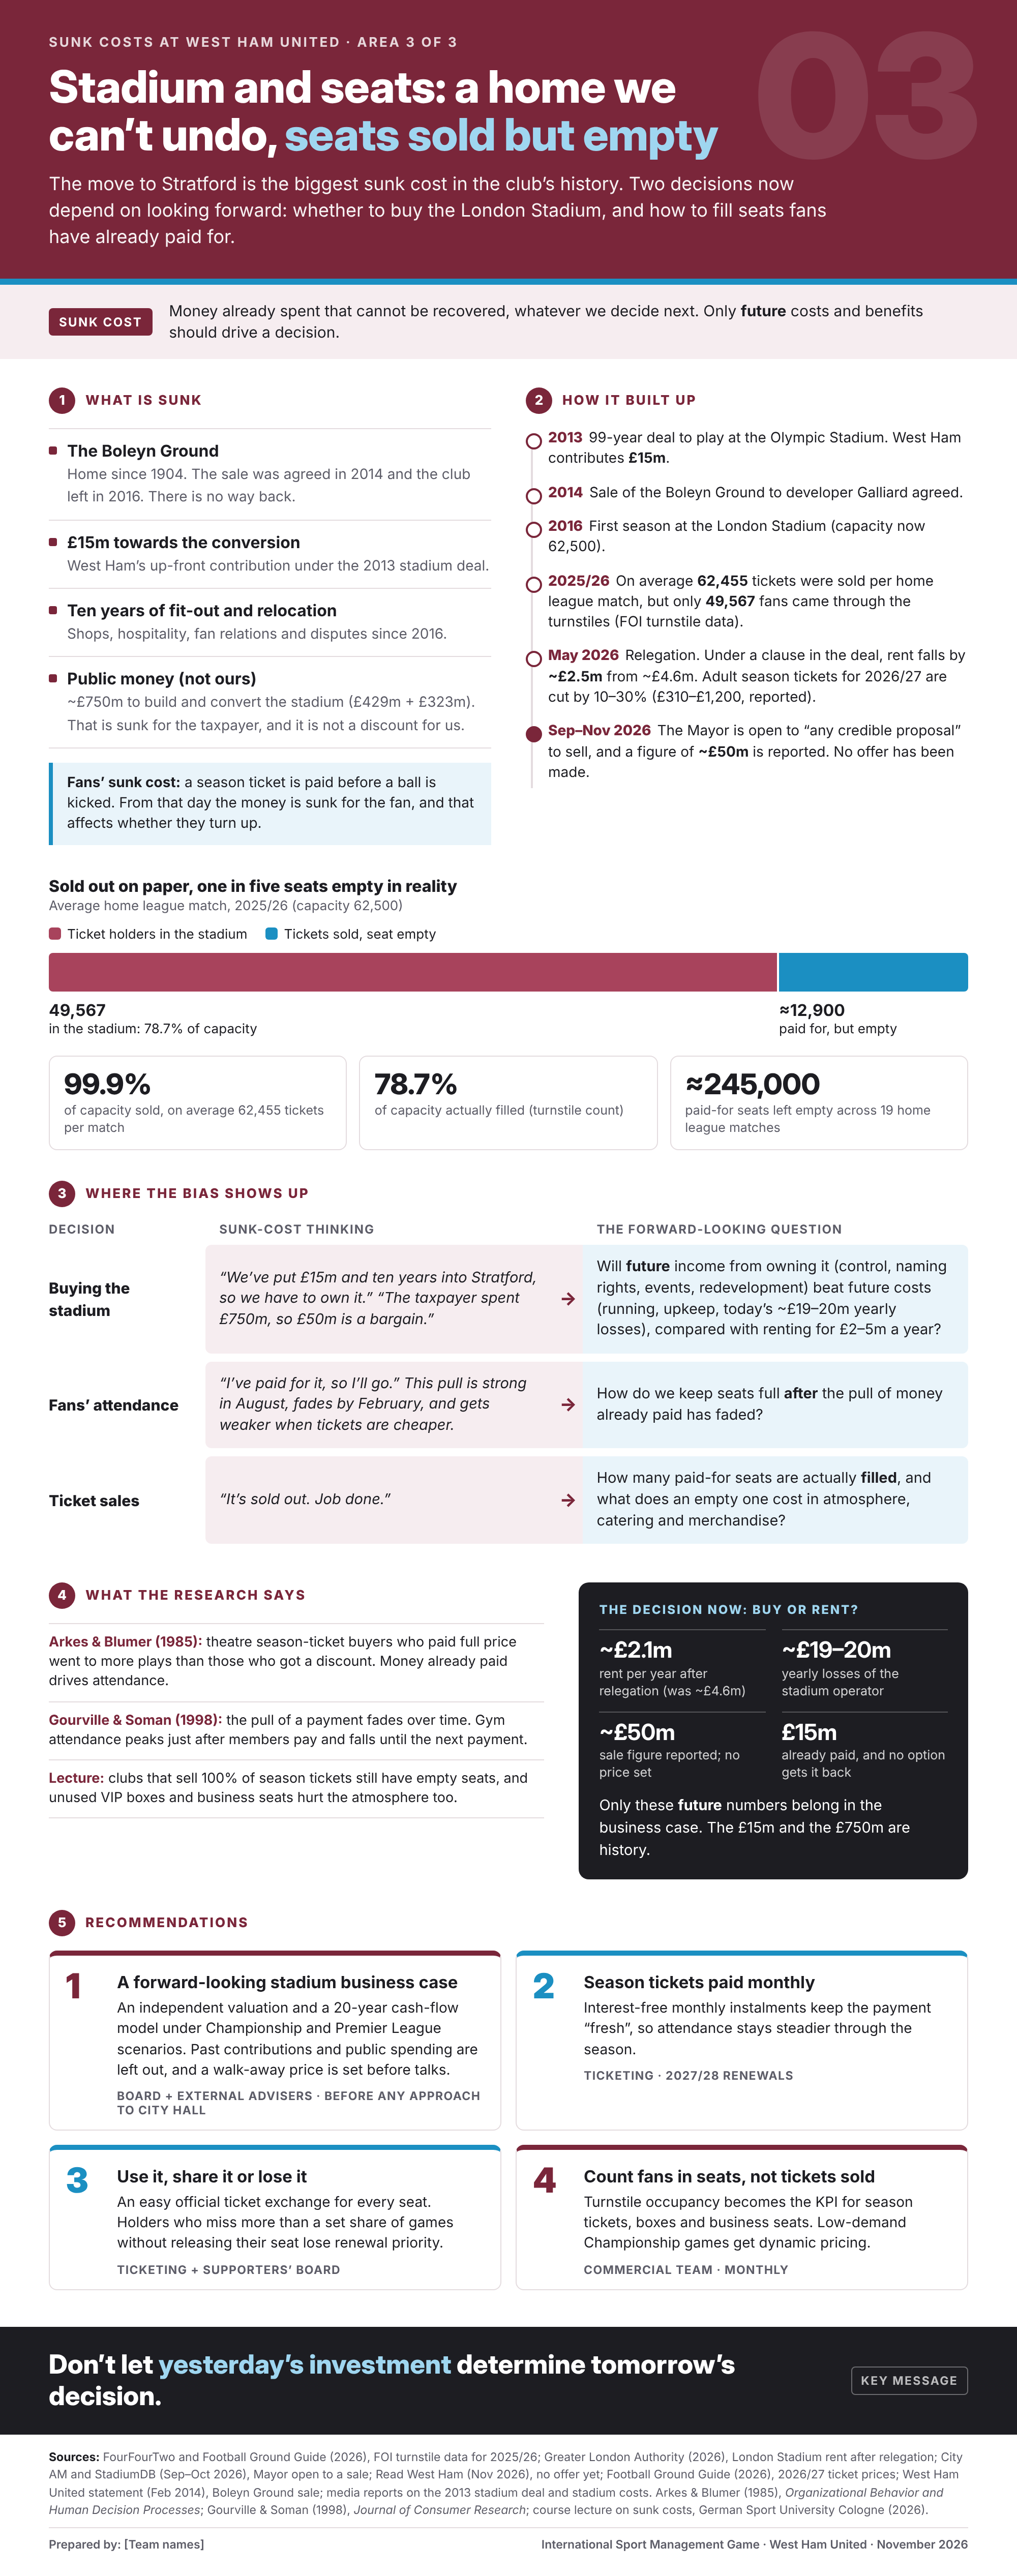 SUNK COSTS AT WEST HAM UNITED · AREA 3 OF 3
03
Stadium and seats: a home we
can’t undo, seats sold but empty
The move to Stratford is the biggest sunk cost in the club’s history. Two decisions now
depend on looking forward: whether to buy the London Stadium, and how to fill seats fans
have already paid for.
SUNK COST
Money already spent that cannot be recovered, whatever we decide next. Only future costs and benefits
should drive a decision.
1 WHAT IS SUNK
The Boleyn Ground
Home since 1904. The sale was agreed in 2014 and the club
left in 2016. There is no way back.
£15m towards the conversion
West Ham’s up-front contribution under the 2013 stadium deal.
Ten years of fit-out and relocation
Shops, hospitality, fan relations and disputes since 2016.
Public money (not ours)
~£750m to build and convert the stadium (£429m + £323m).
That is sunk for the taxpayer, and it is not a discount for us.
Fans’ sunk cost: a season ticket is paid before a ball is
kicked. From that day the money is sunk for the fan, and that
affects whether they turn up.
2 HOW IT BUILT UP
2013 99-year deal to play at the Olympic Stadium. West Ham
contributes £15m.
2014 Sale of the Boleyn Ground to developer Galliard agreed.
2016 First season at the London Stadium (capacity now
62,500).
2025/26 On average 62,455 tickets were sold per home
league match, but only 49,567 fans came through the
turnstiles (FOI turnstile data).
May 2026 Relegation. Under a clause in the deal, rent falls by
~£2.5m from ~£4.6m. Adult season tickets for 2026/27 are
cut by 10–30% (£310–£1,200, reported).
Sep–Nov 2026 The Mayor is open to “any credible proposal”
to sell, and a figure of ~£50m is reported. No offer has been
made.
Sold out on paper, one in five seats empty in reality
Average home league match, 2025/26 (capacity 62,500)
Ticket holders in the stadium
Tickets sold, seat empty
49,567
in the stadium: 78.7% of capacity
≈12,900
paid for, but empty
99.9%
of capacity sold, on average 62,455 tickets
per match
78.7%
of capacity actually filled (turnstile count)
≈245,000
paid-for seats left empty across 19 home
league matches
3 WHERE THE BIAS SHOWS UP
DECISION
SUNK-COST THINKING
THE FORWARD-LOOKING QUESTION
Buying the
stadium
“We’ve put £15m and ten years into Stratford,
so we have to own it.” “The taxpayer spent
£750m, so £50m is a bargain.”
→
Will future income from owning it (control, naming
rights, events, redevelopment) beat future costs
(running, upkeep, today’s ~£19–20m yearly
losses), compared with renting for £2–5m a year?
Fans’ attendance
“I’ve paid for it, so I’ll go.” This pull is strong
in August, fades by February, and gets
weaker when tickets are cheaper.
→
How do we keep seats full after the pull of money
already paid has faded?
Ticket sales
“It’s sold out. Job done.”
→
How many paid-for seats are actually filled, and
what does an empty one cost in atmosphere,
catering and merchandise?
4 WHAT THE RESEARCH SAYS
Arkes & Blumer (1985): theatre season-ticket buyers who paid full price
went to more plays than those who got a discount. Money already paid
drives attendance.
Gourville & Soman (1998): the pull of a payment fades over time. Gym
attendance peaks just after members pay and falls until the next payment.
Lecture: clubs that sell 100% of season tickets still have empty seats, and
unused VIP boxes and business seats hurt the atmosphere too.
THE DECISION NOW: BUY OR RENT?
~£2.1m
rent per year after
relegation (was ~£4.6m)
~£19–20m
yearly losses of the
stadium operator
~£50m
sale figure reported; no
price set
£15m
already paid, and no option
gets it back
Only these future numbers belong in the
business case. The £15m and the £750m are
history.
5 RECOMMENDATIONS
1
A forward-looking stadium business case
An independent valuation and a 20-year cash-flow
model under Championship and Premier League
scenarios. Past contributions and public spending are
left out, and a walk-away price is set before talks.
BOARD + EXTERNAL ADVISERS · BEFORE ANY APPROACH
TO CITY HALL
2
Season tickets paid monthly
Interest-free monthly instalments keep the payment
“fresh”, so attendance stays steadier through the
season.
TICKETING · 2027/28 RENEWALS
3
Use it, share it or lose it
An easy official ticket exchange for every seat.
Holders who miss more than a set share of games
without releasing their seat lose renewal priority.
TICKETING + SUPPORTERS’ BOARD
4
Count fans in seats, not tickets sold
Turnstile occupancy becomes the KPI for season
tickets, boxes and business seats. Low-demand
Championship games get dynamic pricing.
COMMERCIAL TEAM · MONTHLY
Don’t let yesterday’s investment determine tomorrow’s
decision.
KEY MESSAGE
Sources: FourFourTwo and Football Ground Guide (2026), FOI turnstile data for 2025/26; Greater London Authority (2026), London Stadium rent after relegation; City
AM and StadiumDB (Sep–Oct 2026), Mayor open to a sale; Read West Ham (Nov 2026), no offer yet; Football Ground Guide (2026), 2026/27 ticket prices; West Ham
United statement (Feb 2014), Boleyn Ground sale; media reports on the 2013 stadium deal and stadium costs. Arkes & Blumer (1985), Organizational Behavior and
Human Decision Processes; Gourville & Soman (1998), Journal of Consumer Research; course lecture on sunk costs, German Sport University Cologne (2026).
Prepared by: [Team names]
International Sport Management Game · West Ham United · November 2026